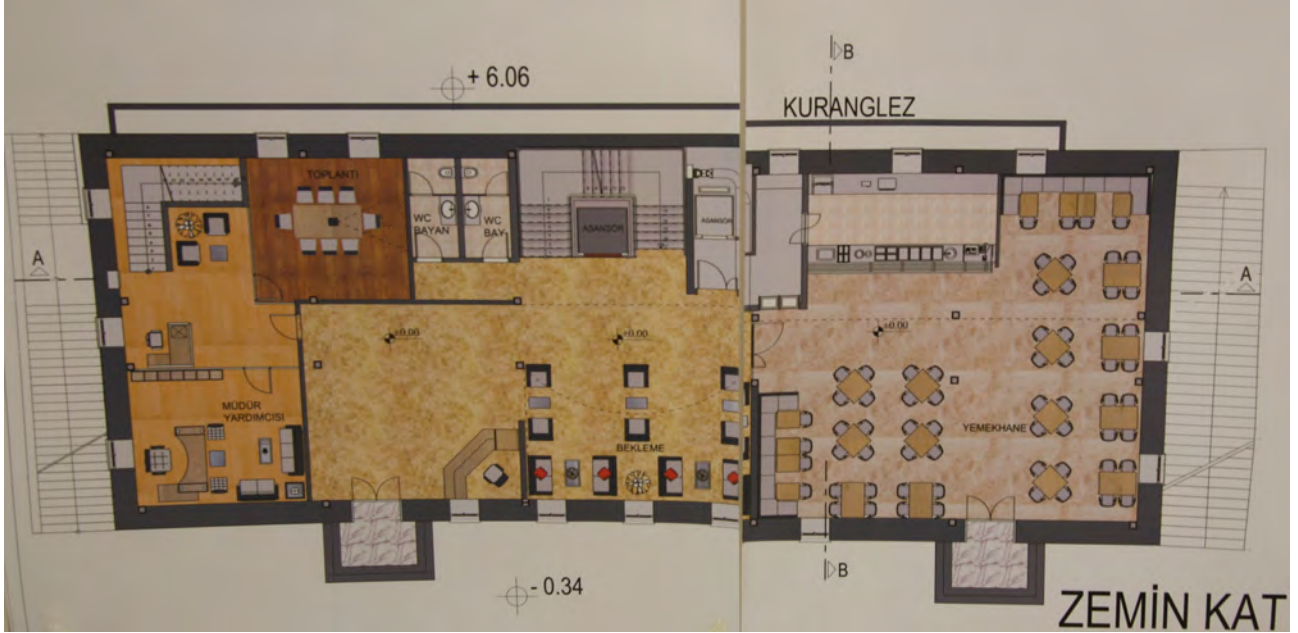 + 6.06
B
KURANGLEZ
TOPLANTI
WC
BAYAN
WC
BAY
ASANSÖR
ASANSÖR
A
A
±0.00
±0.00
±0.00
MÜDÜR
YARDIMCISI
BEKLEME
YEMEKHANE
B
- 0.34
ZEMİN KAT